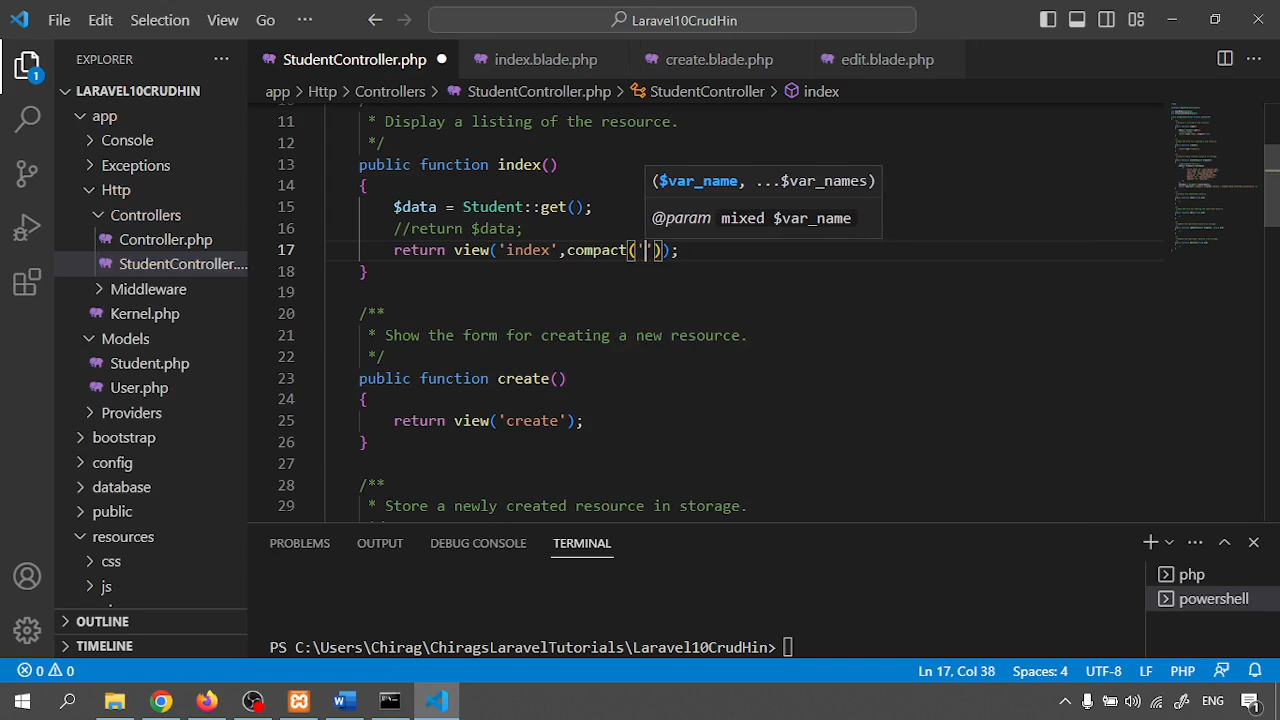 File Edit Selection View Go ··· Laravel10CrudHin
EXPLORER ··· StudentController.php index.blade.php create.blade.php edit.blade.php ···
LARAVEL10CRUDHIN
app
Console
Exceptions
Http
Controllers
Controller.php
StudentController....
Middleware
Kernel.php
Models
Student.php
User.php
Providers
bootstrap
config
database
public
resources
css
js
OUTLINE
TIMELINE
1
app > Http > Controllers > StudentController.php > StudentController > index
11 * Display a listing of the resource.
12 */
13 public function index()
14 {
15 $data = Student::get();
16 //return $data;
17 return view('index',compact(''));
18 }
19
20 /**
21 * Show the form for creating a new resource.
22 */
23 public function create()
24 {
25 return view('create');
26 }
27
28 /**
29 * Store a newly created resource in storage.
($var_name, ...$var_names)
@param mixed $var_name
PROBLEMS OUTPUT DEBUG CONSOLE TERMINAL ···
php
powershell
PS C:\Users\Chirag\ChiragsLaravelTutorials\Laravel10CrudHin>
0 0 Ln 17, Col 38 Spaces: 4 UTF-8 LF PHP
ENG 1